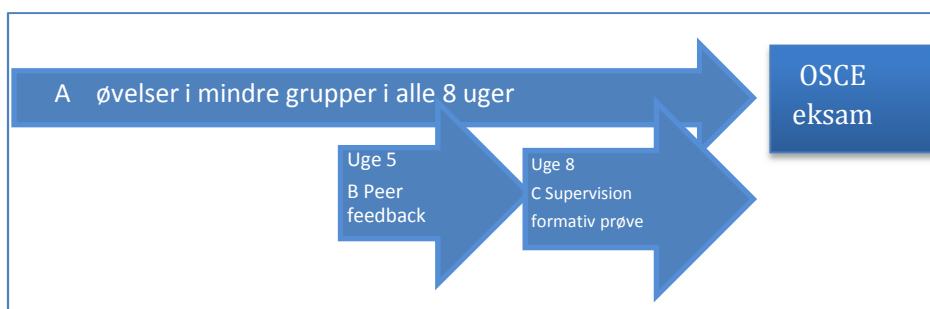 A øvelser i mindre grupper i alle 8 uger
OSCE
eksam
Uge 5
B Peer
feedback
Uge 8
C Supervision
formativ prøve